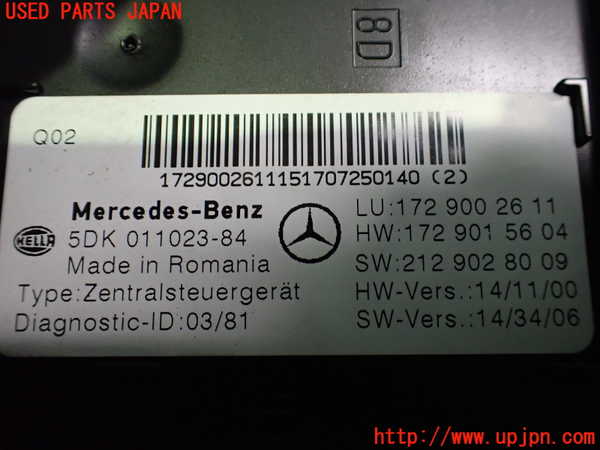 USED PARTS JAPAN
8D
Q02
1729002611151707250140 (2)
Mercedes-Benz
HELLA
5DK 011023-84
Made in Romania
Type:Zentralsteuergerät
Diagnostic-ID:03/81
LU:172 900 26 11
HW:172 901 56 04
SW:212 902 80 09
HW-Vers.:14/11/00
SW-Vers.:14/34/06
http://www.upjpn.com/